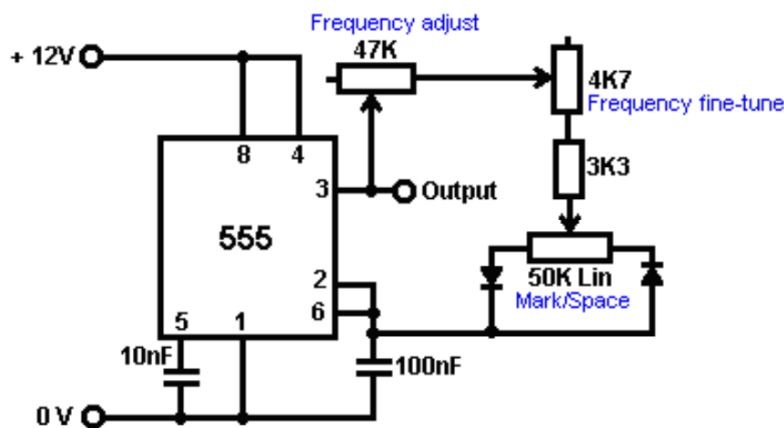 Frequency adjust
47K
+ 12V
4K7
Frequency fine-tune
8
4
3K3
3
Output
555
2
50K Lin
6
Mark/Space
5
1
10nF
100nF
0 V